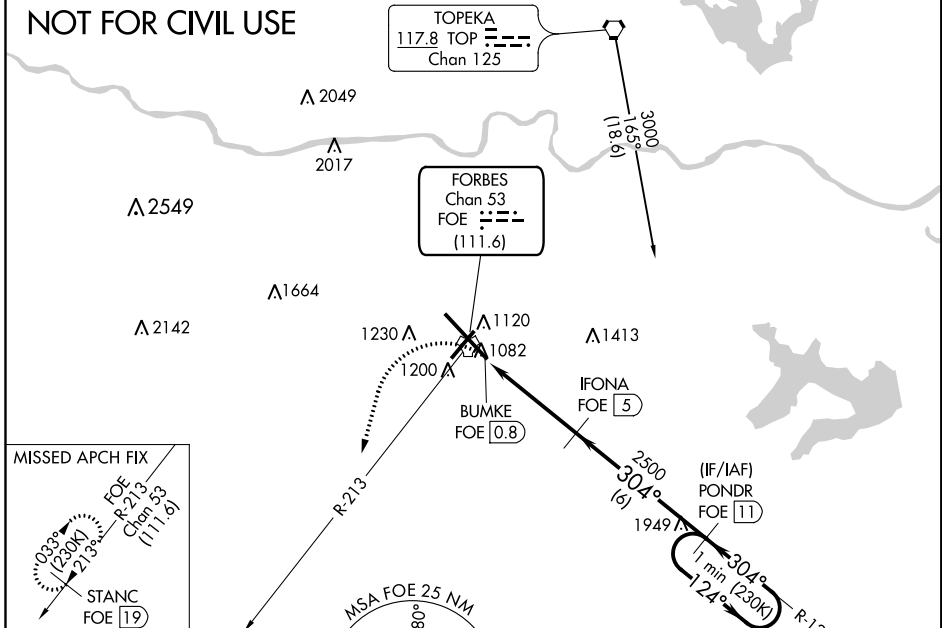 NOT FOR CIVIL USE
TOPEKA
117.8 TOP
Chan 125
2049
2017
3000
165°
(18.6)
FORBES
Chan 53
FOE
(111.6)
2549
1664
2142
1230
1120
1082
1200
1413
BUMKE
FOE 0.8
IFONA
FOE 5
2500
304°
(6)
(IF/IAF)
PONDR
FOE 11
1949
304°
1 min (230K)
124°
R-213
MISSED APCH FIX
FOE
R-213
Chan 53
(111.6)
033°
(230K)
213°
STANC
FOE 19
MSA FOE 25 NM